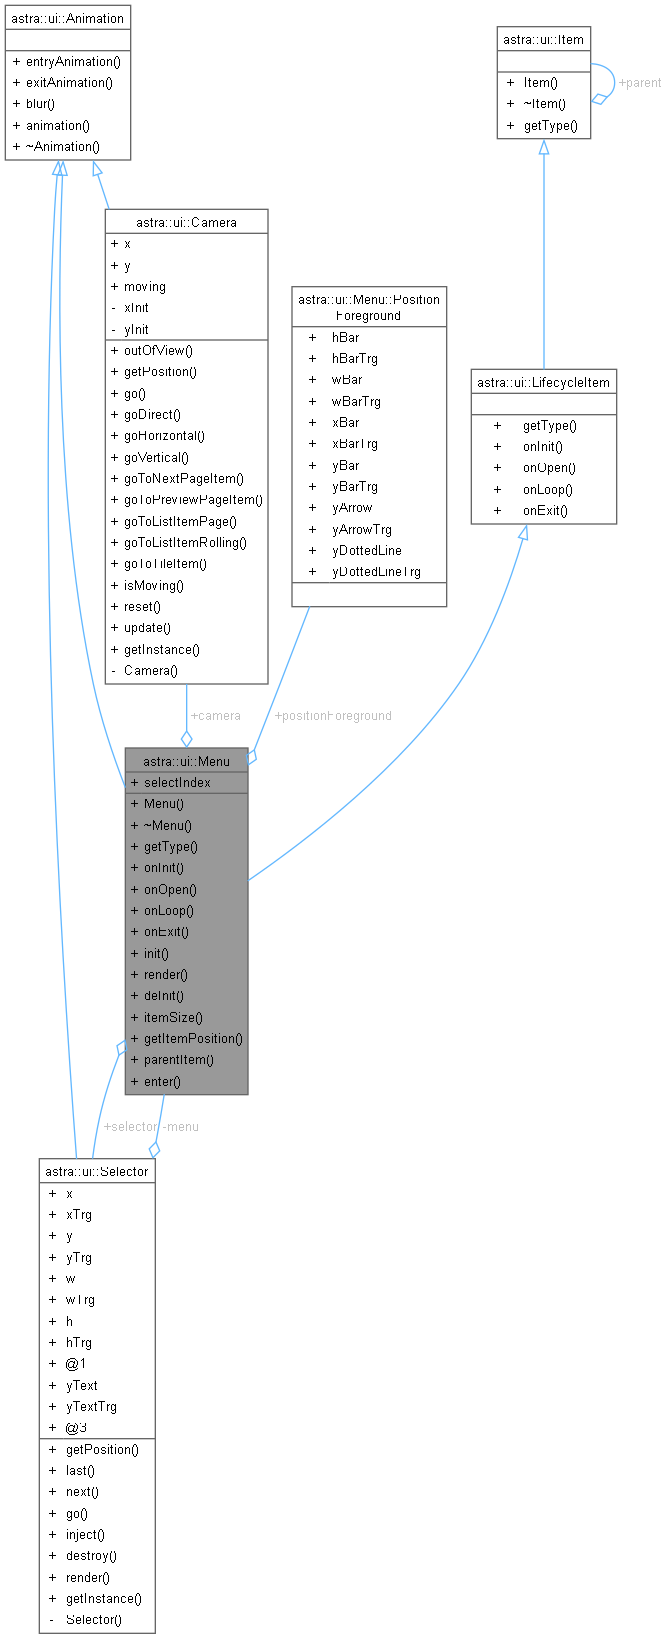 astra::ui::Animation
+ entryAnimation()
+ exitAnimation()
+ blur()
+ animation()
+ ~Animation()
astra::ui::Item
+ Item()
+ ~Item()
+ getType()
+parent
astra::ui::Camera
+ x
+ y
+ moving
- xInit
- yInit
+ outOfView()
+ getPosition()
+ go()
+ goDirect()
+ goHorizontal()
+ goVertical()
+ goToNextPageItem()
+ goToPreviewPageItem()
+ goToListItemPage()
+ goToListItemRolling()
+ goToTileItem()
+ isMoving()
+ reset()
+ update()
+ getInstance()
- Camera()
astra::ui::Menu::Position
Foreground
+ hBar
+ hBarTrg
+ wBar
+ wBarTrg
+ xBar
+ xBarTrg
+ yBar
+ yBarTrg
+ yArrow
+ yArrowTrg
+ yDottedLine
+ yDottedLineTrg
astra::ui::LifecycleItem
+ getType()
+ onInit()
+ onOpen()
+ onLoop()
+ onExit()
+camera
+positionForeground
astra::ui::Menu
+ selectIndex
+ Menu()
+ ~Menu()
+ getType()
+ onInit()
+ onOpen()
+ onLoop()
+ onExit()
+ init()
+ render()
+ deInit()
+ itemSize()
+ getItemPosition()
+ parentItem()
+ enter()
+selector
-menu
astra::ui::Selector
+ x
+ xTrg
+ y
+ yTrg
+ w
+ wTrg
+ h
+ hTrg
+ @1
+ yText
+ yTextTrg
+ @3
+ getPosition()
+ last()
+ next()
+ go()
+ inject()
+ destroy()
+ render()
+ getInstance()
- Selector()